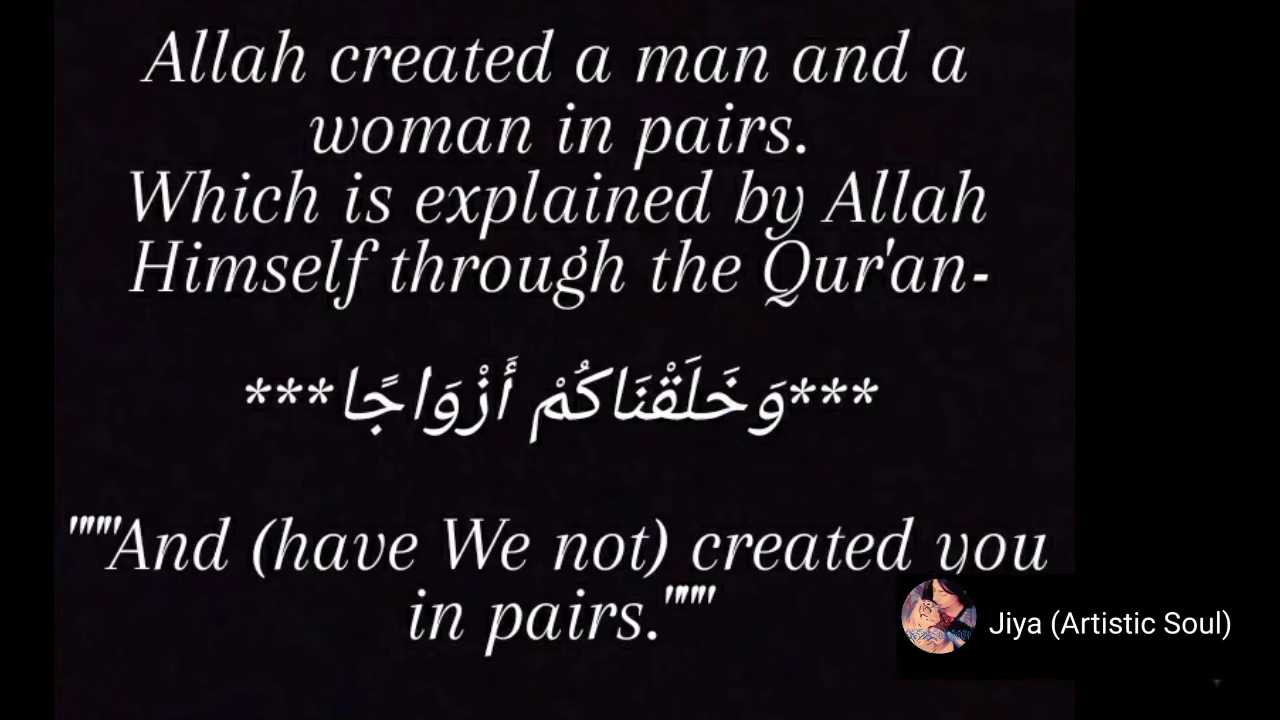 Allah created a man and a
woman in pairs.
Which is explained by Allah
Himself through the Qur'an-
***وَخَلَقْنَاكُمْ أَزْوَاجًا***
""""And (have We not) created you
in pairs.""""
Jiya (Artistic Soul)